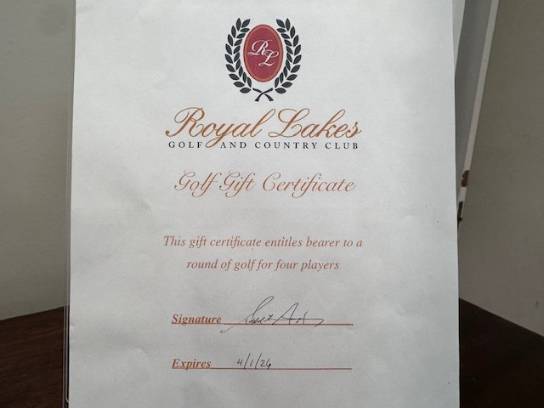 RL
Royal Lakes
GOLF AND COUNTRY CLUB
Golf Gift Certificate
This gift certificate entitles bearer to a
round of golf for four players
Signature
Expires 4/1/26